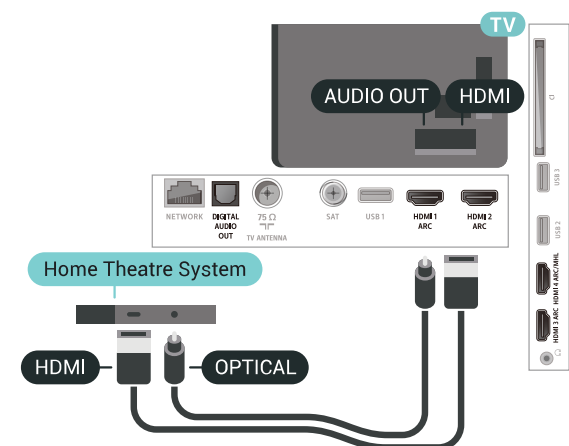 TV
AUDIO OUT
HDMI
CI
USB 3
USB 2
HDMI 4 ARC/MHL
HDMI 3 ARC
NETWORK
DIGITAL
AUDIO
OUT
75 Ω
TV ANTENNA
SAT
USB 1
HDMI 1
ARC
HDMI 2
ARC
Home Theatre System
HDMI
OPTICAL